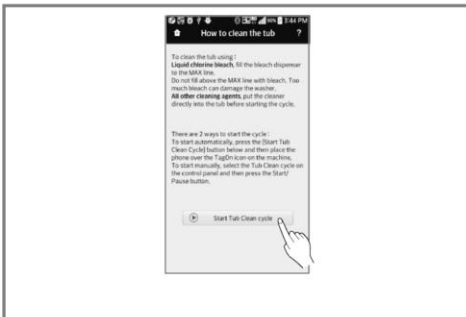 3:44 PM
How to clean the tub ?
To clean the tub using :
Liquid chlorine bleach, fill the bleach dispenser
to the MAX line.
Do not fill above the MAX line with bleach. Too
much bleach can damage the washer.
All other cleaning agents, put the cleaner
directly into the tub before starting the cycle.
There are 2 ways to start the cycle :
To start automatically, press the [Start Tub
Clean Cycle] button below and then place the
phone over the TagOn icon on the machine.
To start manually, select the Tub Clean cycle on
the control panel and then press the Start/
Pause button.
Start Tub Clean cycle